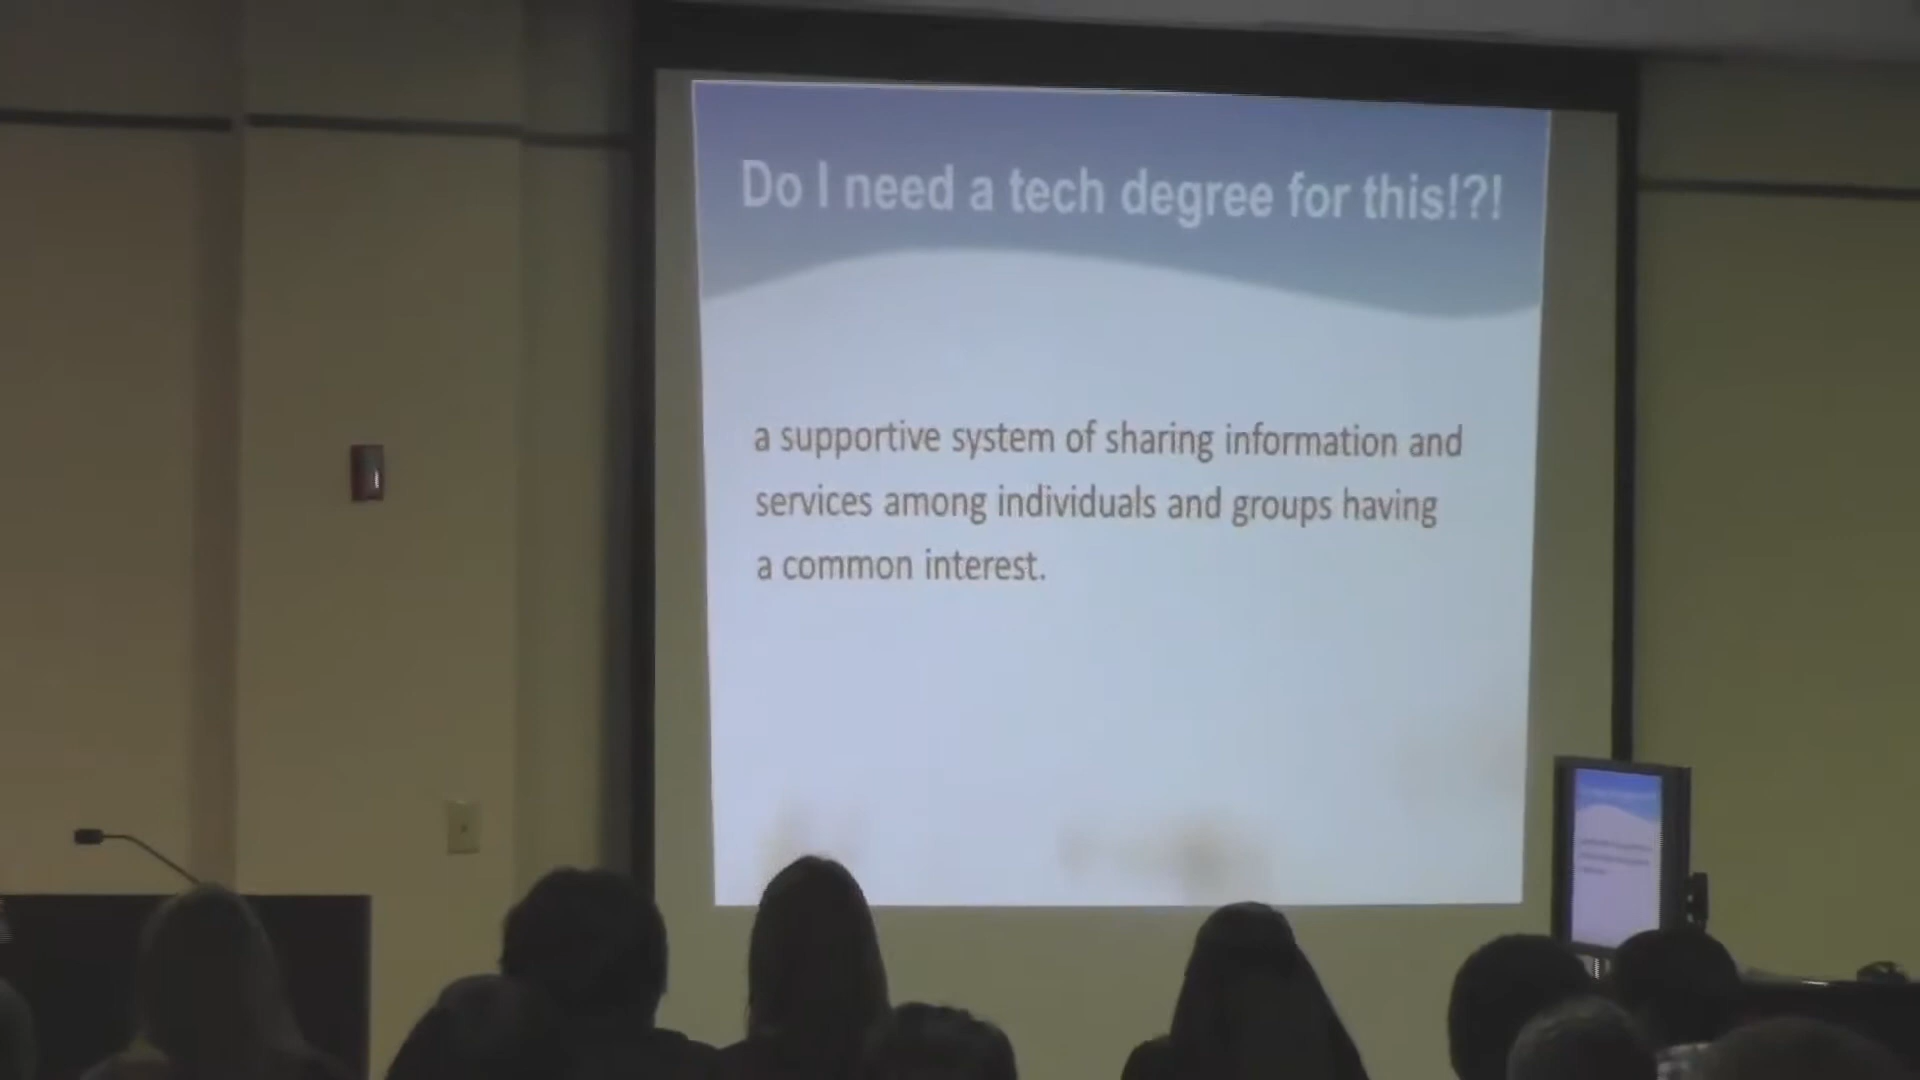 Do I need a tech degree for this!?!
a supportive system of sharing information and
services among individuals and groups having
a common interest.